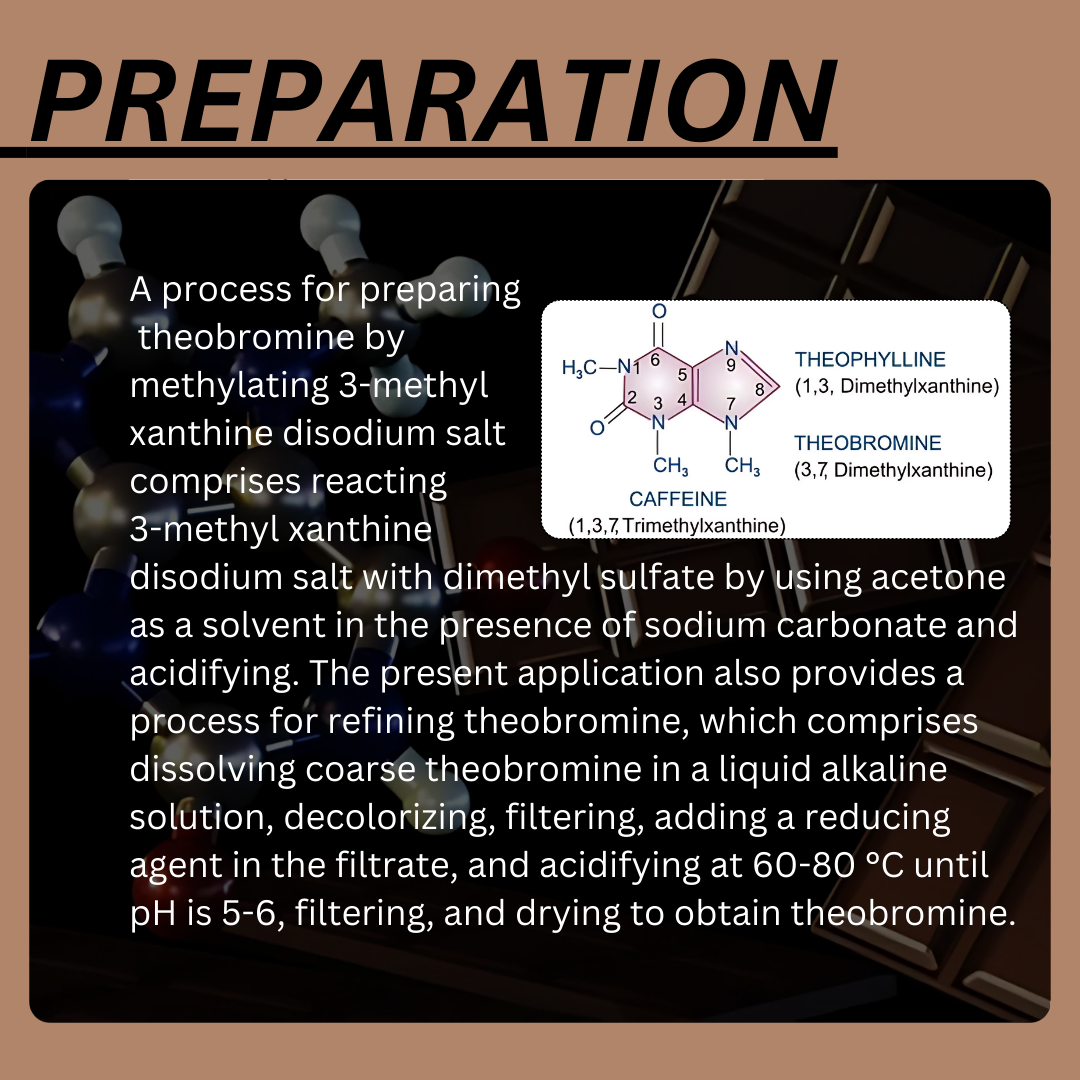 PREPARATION
A process for preparing
theobromine by
methylating 3-methyl
xanthine disodium salt
comprises reacting
3-methyl xanthine
disodium salt with dimethyl sulfate by using acetone
as a solvent in the presence of sodium carbonate and
acidifying. The present application also provides a
process for refining theobromine, which comprises
dissolving coarse theobromine in a liquid alkaline
solution, decolorizing, filtering, adding a reducing
agent in the filtrate, and acidifying at 60-80 °C until
pH is 5-6, filtering, and drying to obtain theobromine.
O
H₃C N 1 6 5 N 9
2 3 4 7 8
O N N
CH₃ CH₃
CAFFEINE
(1,3,7, Trimethylxanthine)
THEOPHYLLINE
(1,3, Dimethylxanthine)
THEOBROMINE
(3,7, Dimethylxanthine)